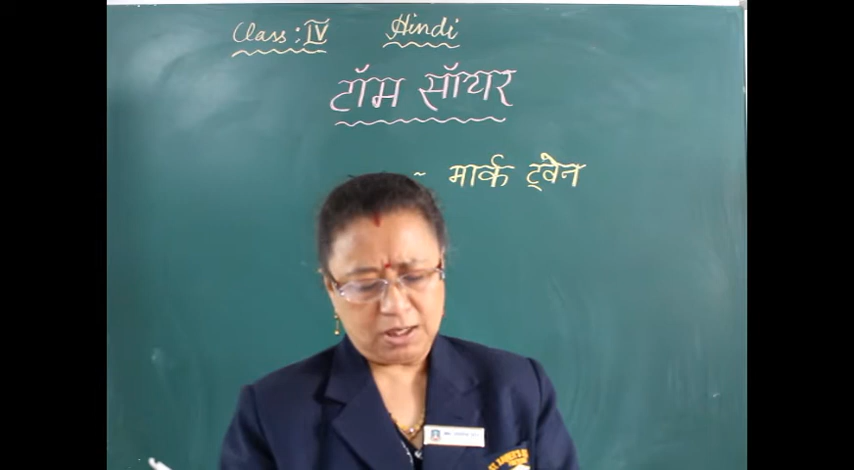 Class : IV Hindi
टॉम सॉयर
~ मार्क ट्वेन